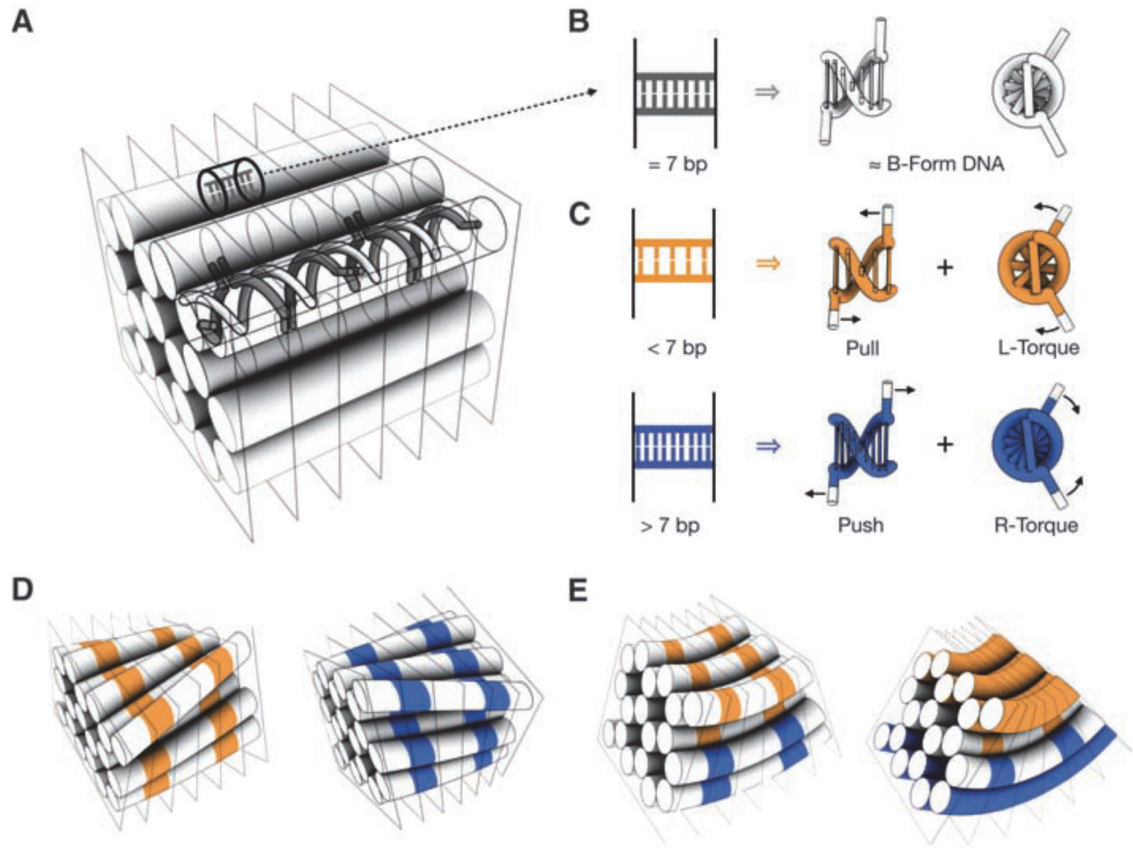 A
B
= 7 bp
⇒
≈ B-Form DNA
C
< 7 bp
⇒
Pull
+
L-Torque
> 7 bp
⇒
Push
+
R-Torque
D
E